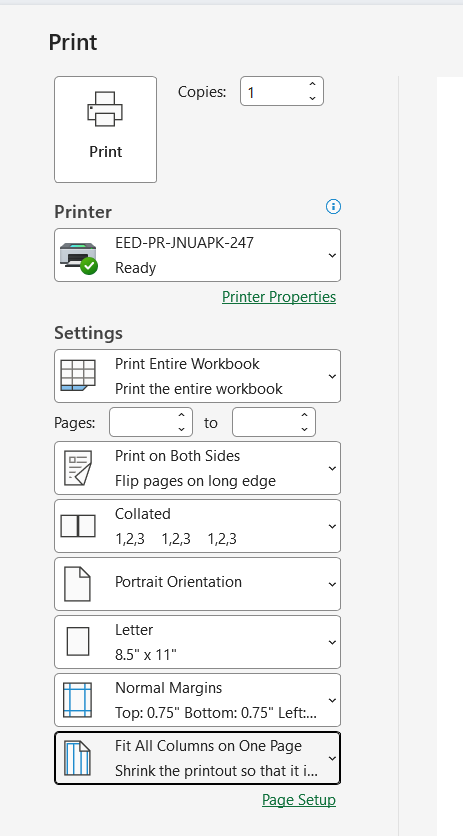 Print
Copies: 1
Print
Printer
EED-PR-JNUAPK-247
Ready
Printer Properties
Settings
Print Entire Workbook
Print the entire workbook
Pages: to
Print on Both Sides
Flip pages on long edge
Collated
1,2,3 1,2,3 1,2,3
Portrait Orientation
Letter
8.5" x 11"
Normal Margins
Top: 0.75" Bottom: 0.75" Left:...
Fit All Columns on One Page
Shrink the printout so that it i...
Page Setup